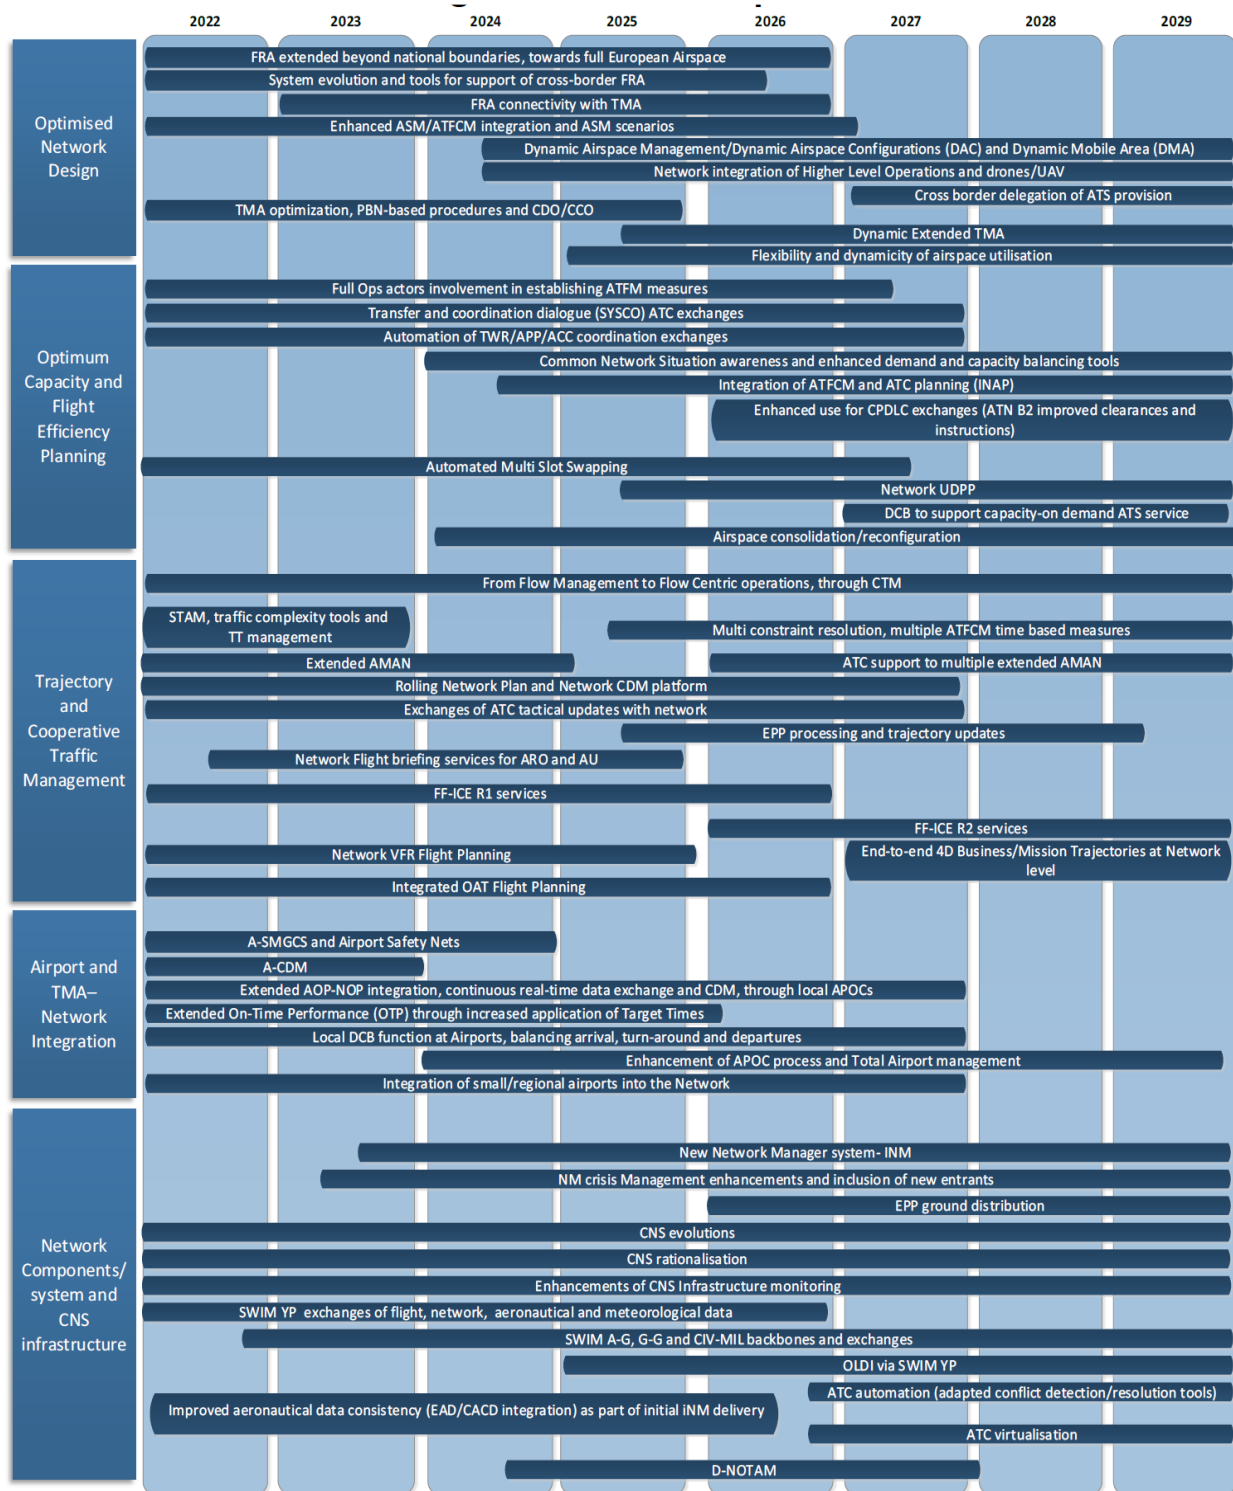 2022 2023 2024 2025 2026 2027 2028 2029
Optimised
Network
Design
FRA extended beyond national boundaries, towards full European Airspace
System evolution and tools for support of cross-border FRA
FRA connectivity with TMA
Enhanced ASM/ATFCM integration and ASM scenarios
Dynamic Airspace Management/Dynamic Airspace Configurations (DAC) and Dynamic Mobile Area (DMA)
Network integration of Higher Level Operations and drones/UAV
Cross border delegation of ATS provision
TMA optimization, PBN-based procedures and CDO/CCO
Dynamic Extended TMA
Flexibility and dynamicity of airspace utilisation
Optimum
Capacity and
Flight
Efficiency
Planning
Full Ops actors involvement in establishing ATFM measures
Transfer and coordination dialogue (SYSCO) ATC exchanges
Automation of TWR/APP/ACC coordination exchanges
Common Network Situation awareness and enhanced demand and capacity balancing tools
Integration of ATFCM and ATC planning (INAP)
Enhanced use for CPDLC exchanges (ATN B2 improved clearances and
instructions)
Automated Multi Slot Swapping
Network UDPP
DCB to support capacity-on demand ATS service
Airspace consolidation/reconfiguration
Trajectory
and
Cooperative
Traffic
Management
From Flow Management to Flow Centric operations, through CTM
STAM, traffic complexity tools and
TT management
Multi constraint resolution, multiple ATFCM time based measures
Extended AMAN
ATC support to multiple extended AMAN
Rolling Network Plan and Network CDM platform
Exchanges of ATC tactical updates with network
EPP processing and trajectory updates
Network Flight briefing services for ARO and AU
FF-ICE R1 services
FF-ICE R2 services
Network VFR Flight Planning
End-to-end 4D Business/Mission Trajectories at Network
level
Integrated OAT Flight Planning
Airport and
TMA–
Network
Integration
A-SMGCS and Airport Safety Nets
A-CDM
Extended AOP-NOP integration, continuous real-time data exchange and CDM, through local APOCs
Extended On-Time Performance (OTP) through increased application of Target Times
Local DCB function at Airports, balancing arrival, turn-around and departures
Enhancement of APOC process and Total Airport management
Integration of small/regional airports into the Network
Network
Components/
system and
CNS
infrastructure
New Network Manager system- INM
NM crisis Management enhancements and inclusion of new entrants
EPP ground distribution
CNS evolutions
CNS rationalisation
Enhancements of CNS Infrastructure monitoring
SWIM YP exchanges of flight, network, aeronautical and meteorological data
SWIM A-G, G-G and CIV-MIL backbones and exchanges
OLDI via SWIM YP
ATC automation (adapted conflict detection/resolution tools)
Improved aeronautical data consistency (EAD/CACD integration) as part of initial iNM delivery
ATC virtualisation
D-NOTAM